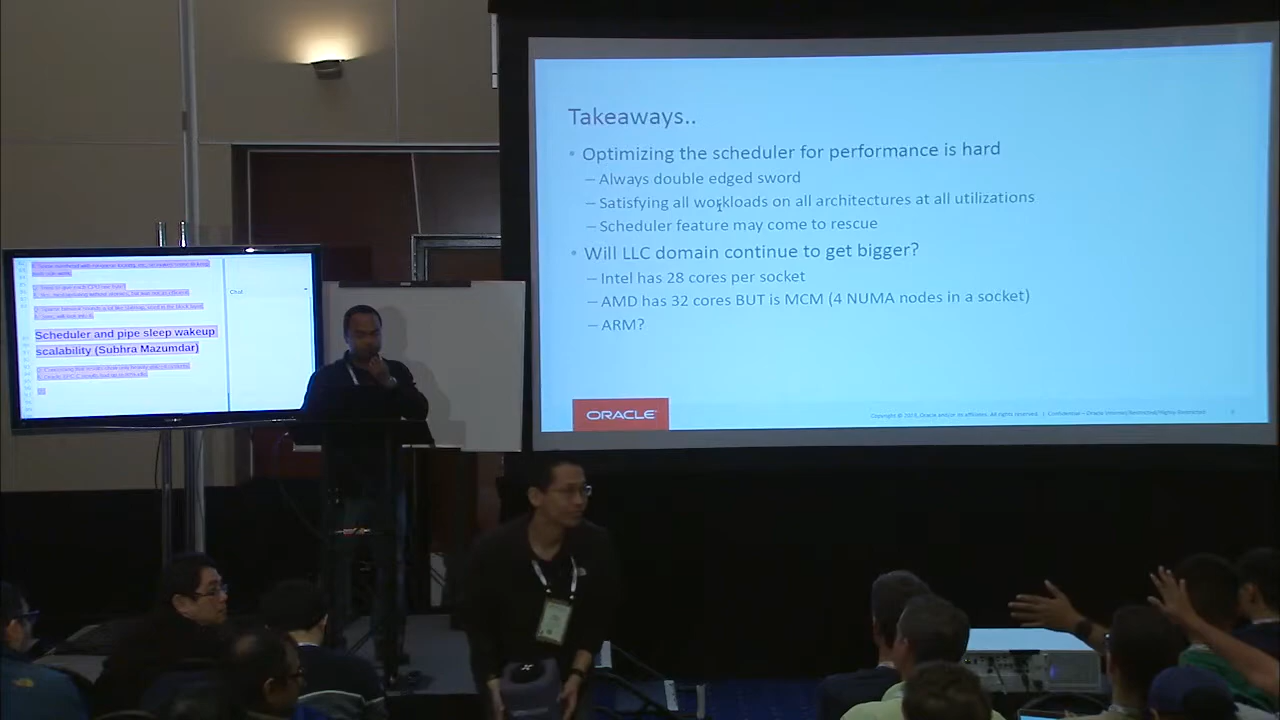 Takeaways..
• Optimizing the scheduler for performance is hard
– Always double edged sword
– Satisfying all workloads on all architectures at all utilizations
– Scheduler feature may come to rescue
• Will LLC domain continue to get bigger?
– Intel has 28 cores per socket
– AMD has 32 cores BUT is MCM (4 NUMA nodes in a socket)
– ARM?
ORACLE
Chat
Scheduler and pipe sleep wakeup
scalability (Subhra Mazumdar)